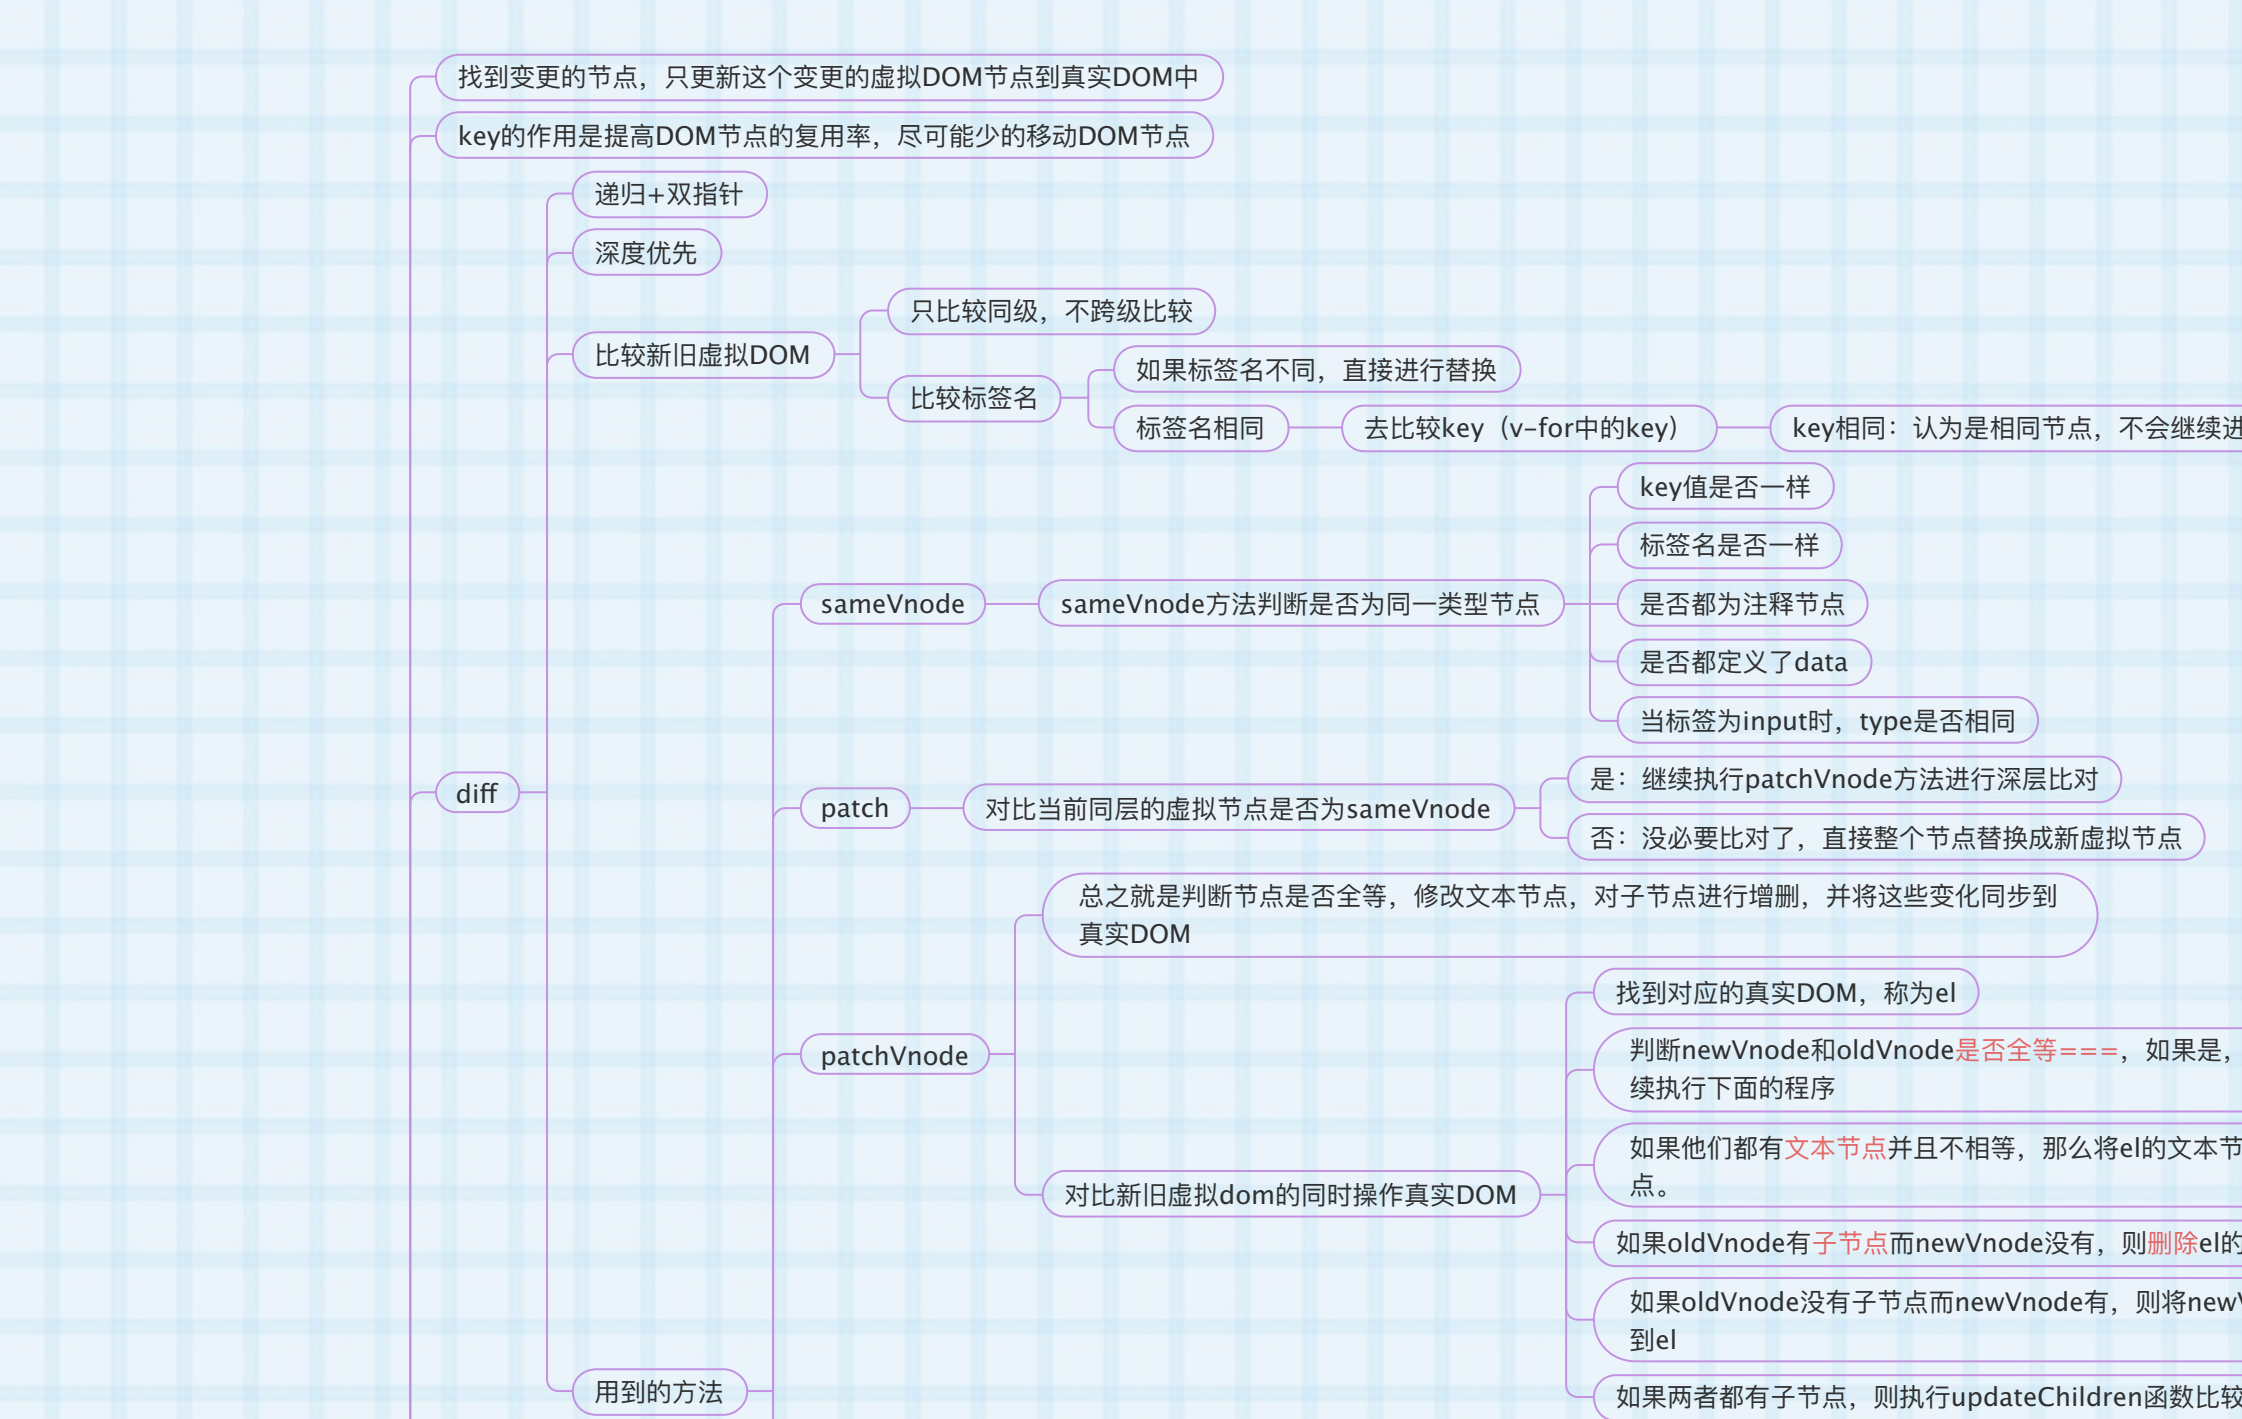 找到变更的节点，只更新这个变更的虚拟DOM节点到真实DOM中
key的作用是提高DOM节点的复用率，尽可能少的移动DOM节点
递归+双指针
深度优先
只比较同级，不跨级比较
比较新旧虚拟DOM
如果标签名不同，直接进行替换
比较标签名
标签名相同
去比较key（v-for中的key）
key相同：认为是相同节点，不会继续进
key值是否一样
标签名是否一样
sameVnode
sameVnode方法判断是否为同一类型节点
是否都为注释节点
是否都定义了data
当标签为input时，type是否相同
diff
是：继续执行patchVnode方法进行深层比对
patch
对比当前同层的虚拟节点是否为sameVnode
否：没必要比对了，直接整个节点替换成新虚拟节点
总之就是判断节点是否全等，修改文本节点，对子节点进行增删，并将这些变化同步到
真实DOM
找到对应的真实DOM，称为el
patchVnode
判断newVnode和oldVnode是否全等===，如果是，
续执行下面的程序
如果他们都有文本节点并且不相等，那么将el的文本节
点。
对比新旧虚拟dom的同时操作真实DOM
如果oldVnode有子节点而newVnode没有，则删除el的
如果oldVnode没有子节点而newVnode有，则将newV
到el
用到的方法
如果两者都有子节点，则执行updateChildren函数比较